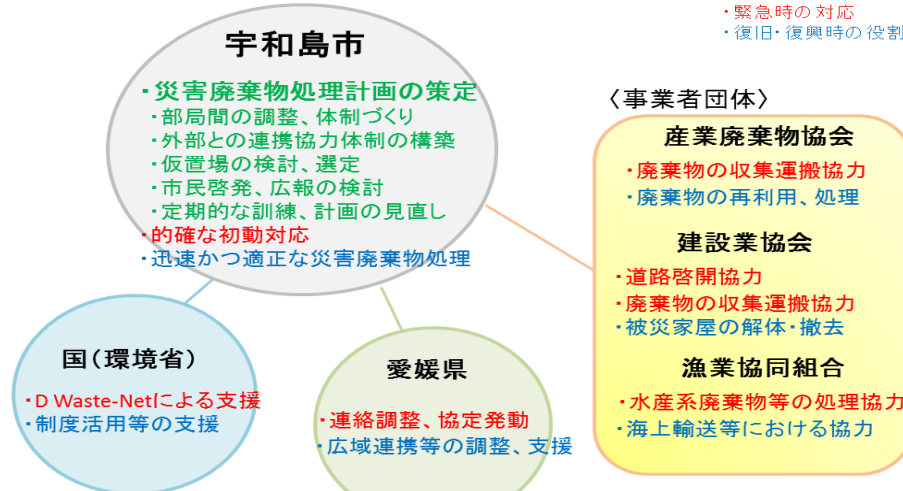 ・緊急時の対応
・復旧・復興時の役割
宇和島市
・災害廃棄物処理計画の策定
・部局間の調整、体制づくり
・外部との連携協力体制の構築
・仮置場の検討、選定
・市民啓発、広報の検討
・定期的な訓練、計画の見直し
・的確な初動対応
・迅速かつ適正な災害廃棄物処理
〈事業者団体〉
産業廃棄物協会
・廃棄物の収集運搬協力
・廃棄物の再利用、処理
建設業協会
・道路啓開協力
・廃棄物の収集運搬協力
・被災家屋の解体・撤去
漁業協同組合
・水産系廃棄物等の処理協力
・海上輸送等における協力
国(環境省)
・D Waste-Netによる支援
・制度活用等の支援
愛媛県
・連絡調整、協定発動
・広域連携等の調整、支援